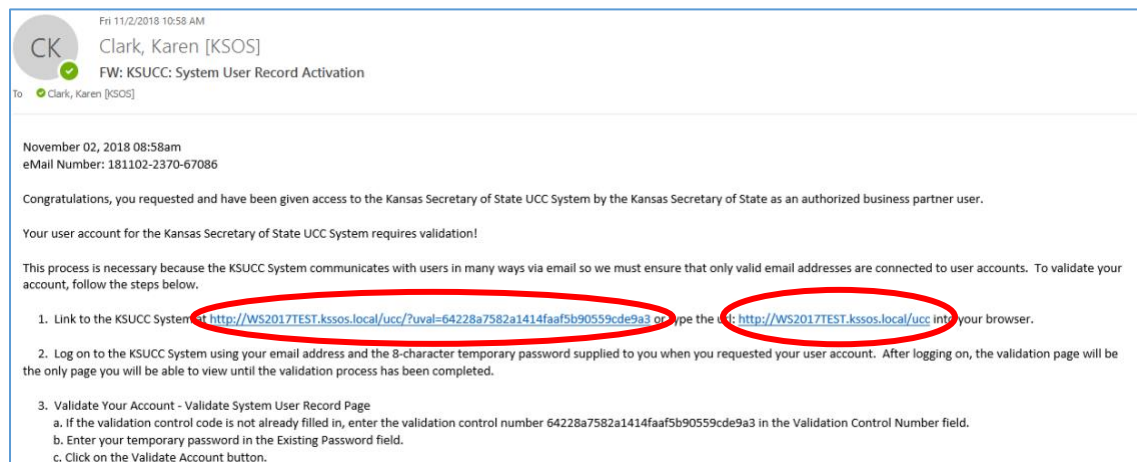 Fri 11/2/2018 10:58 AM
CK
Clark, Karen [KSOS]
FW: KSUCC: System User Record Activation
To Clark, Karen [KSOS]
November 02, 2018 08:58am
eMail Number: 181102-2370-67086
Congratulations, you requested and have been given access to the Kansas Secretary of State UCC System by the Kansas Secretary of State as an authorized business partner user.
Your user account for the Kansas Secretary of State UCC System requires validation!
This process is necessary because the KSUCC System communicates with users in many ways via email so we must ensure that only valid email addresses are connected to user accounts. To validate your
account, follow the steps below.
1. Link to the KSUCC System at http://WS2017TEST.kssos.local/ucc/?uval=64228a7582a1414faaf5b90559cde9a3 or type the url: http://WS2017TEST.kssos.local/ucc into your browser.
2. Log on to the KSUCC System using your email address and the 8-character temporary password supplied to you when you requested your user account. After logging on, the validation page will be
the only page you will be able to view until the validation process has been completed.
3. Validate Your Account - Validate System User Record Page
a. If the validation control code is not already filled in, enter the validation control number 64228a7582a1414faaf5b90559cde9a3 in the Validation Control Number field.
b. Enter your temporary password in the Existing Password field.
c. Click on the Validate Account button.